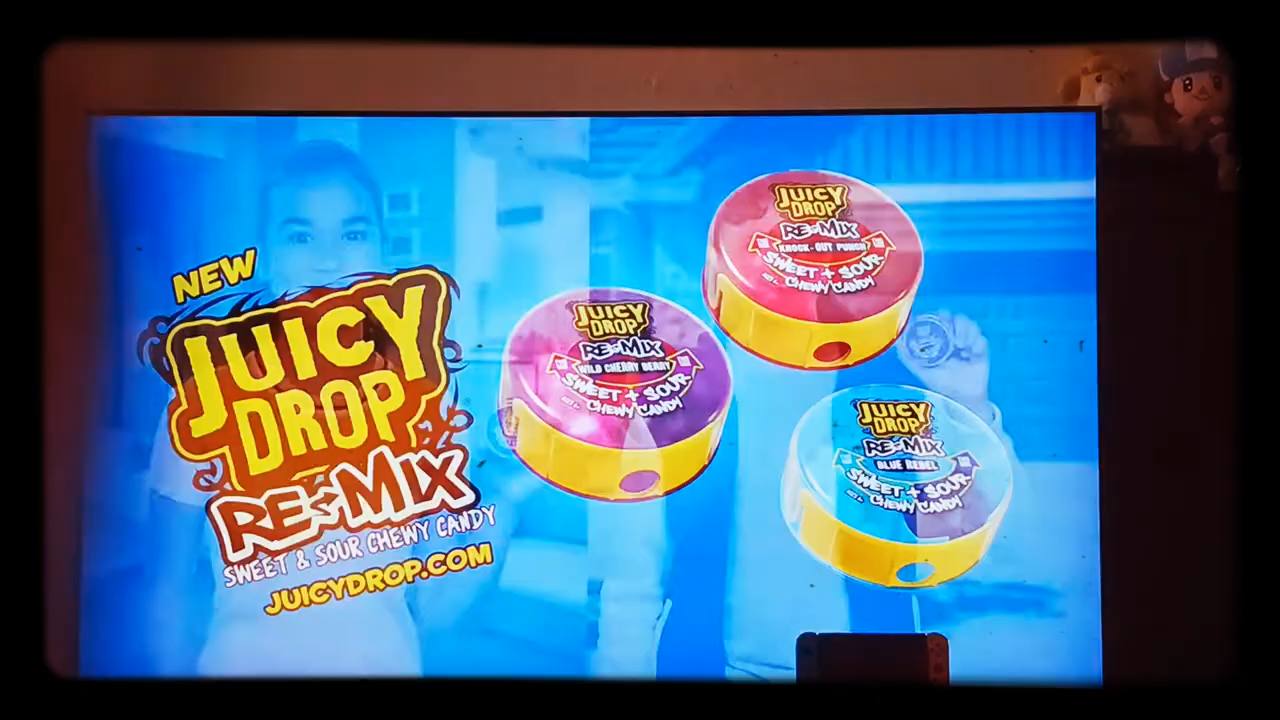 NEW
JUICY
DROP
RE-MIX
SWEET & SOUR CHEWY CANDY
JUICYDROP.COM
JUICY
DROP
RE-MIX
WILD CHERRY BERRY
SWEET + SOUR
CHEWY CANDY
JUICY
DROP
RE-MIX
KNOCK-OUT PUNCH
SWEET + SOUR
CHEWY CANDY
JUICY
DROP
RE-MIX
BLUE REBEL
SWEET + SOUR
CHEWY CANDY